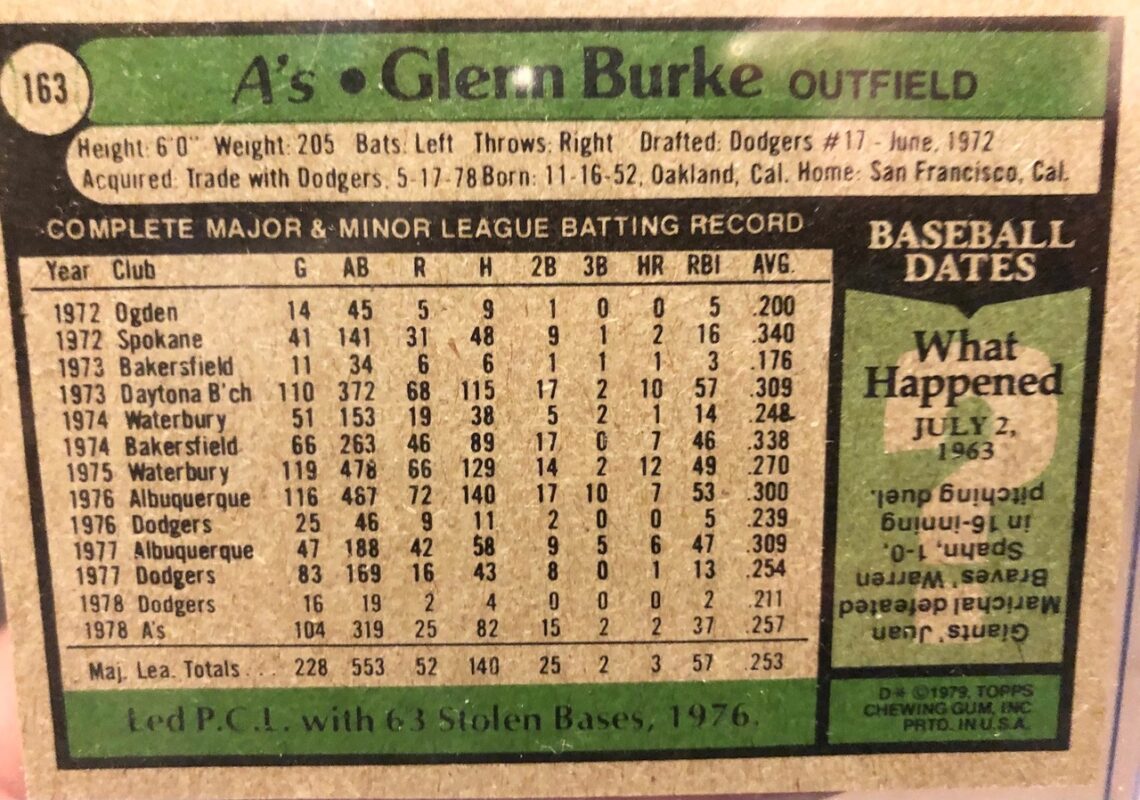 163
A's • Glenn Burke OUTFIELD
Height: 6'0" Weight: 205 Bats: Left Throws: Right Drafted: Dodgers #17 - June, 1972
Acquired: Trade with Dodgers, 5-17-78 Born: 11-16-52, Oakland, Cal. Home: San Francisco, Cal.
COMPLETE MAJOR & MINOR LEAGUE BATTING RECORD
Year Club G AB R H 2B 3B HR RBI AVG.
1972 Ogden 14 45 5 9 1 0 0 5 .200
1972 Spokane 41 141 31 48 9 1 2 16 .340
1973 Bakersfield 11 34 6 6 1 1 1 3 .176
1973 Daytona B'ch 110 372 68 115 17 2 10 57 .309
1974 Waterbury 51 153 19 38 5 2 1 14 .248
1974 Bakersfield 66 263 46 89 17 0 7 46 .338
1975 Waterbury 119 478 66 129 14 2 12 49 .270
1976 Albuquerque 116 467 72 140 17 10 7 53 .300
1976 Dodgers 25 46 9 11 2 0 0 5 .239
1977 Albuquerque 47 188 42 58 9 5 6 47 .309
1977 Dodgers 83 169 16 43 8 0 1 13 .254
1978 Dodgers 16 19 2 4 0 0 0 2 .211
1978 A's 104 319 25 82 15 2 2 37 .257
Maj. Lea. Totals . . . 228 553 52 140 25 2 3 57 .253
Led P.C.L. with 63 Stolen Bases, 1976.
BASEBALL
DATES
What
Happened
JULY 2,
1963
Giants' Juan
Marichal defeated
Braves' Warren
Spahn, 1-0,
in 16-inning
pitching duel.
D* ©1979, TOPPS
CHEWING GUM, INC.
PRTD. IN U.S.A.